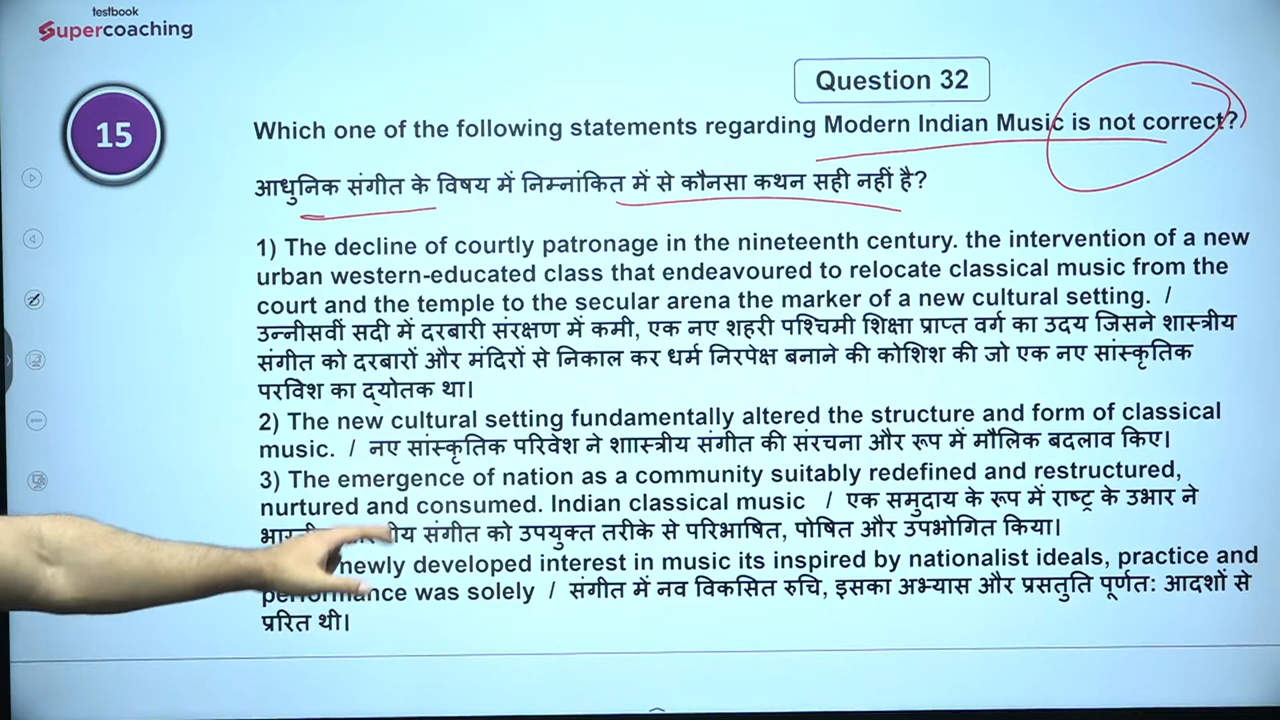 testbook
Supercoaching
15
Question 32
Which one of the following statements regarding Modern Indian Music is not correct?
आधुनिक संगीत के विषय में निम्नांकित में से कौनसा कथन सही नहीं है?
1) The decline of courtly patronage in the nineteenth century. the intervention of a new
urban western-educated class that endeavoured to relocate classical music from the
court and the temple to the secular arena the marker of a new cultural setting. /
उन्नीसवीं सदी में दरबारी संरक्षण में कमी, एक नए शहरी पश्चिमी शिक्षा प्राप्त वर्ग का उदय जिसने शास्त्रीय
संगीत को दरबारों और मंदिरों से निकाल कर धर्म निरपेक्ष बनाने की कोशिश की जो एक नए सांस्कृतिक
परविश का द्‌योतक था।
2) The new cultural setting fundamentally altered the structure and form of classical
music. / नए सांस्कृतिक परिवेश ने शाास्त्रीय संगीत की संरचना और रूप में मौलिक बदलाव किए।
3) The emergence of nation as a community suitably redefined and restructured,
nurtured and consumed. Indian classical music / एक समुदाय के रूप में राष्ट्र के उभार ने
संगीत को उपयुक्त तरीके से परिभाषित, पोषित और उपभोगित किया।
newly developed interest in music its inspired by nationalist ideals, practice and
performance was solely / संगीत में नव विकसित रुचि, इसका अभ्यास और प्रसतुति पूर्णत: आदशों से
प्ररित थी।